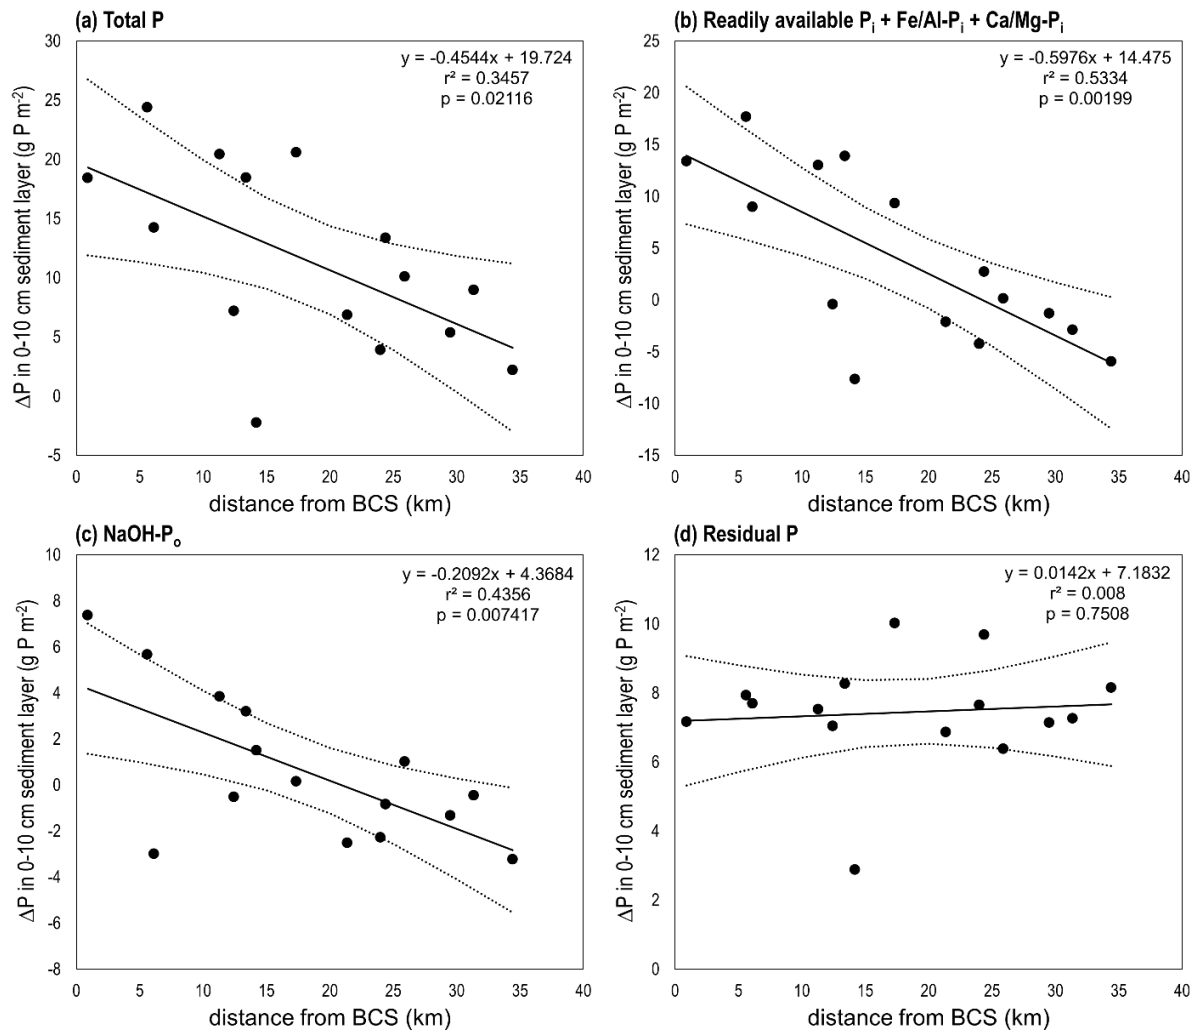 (a) Total P
30
25
20
15
10
5
0
-5
y = -0.4544x + 19.724
r² = 0.3457
p = 0.02116
ΔP in 0-10 cm sediment layer (g P m⁻²)
0 5 10 15 20 25 30 35 40
distance from BCS (km)
(b) Readily available Pᵢ + Fe/Al-Pᵢ + Ca/Mg-Pᵢ
25
20
15
10
5
0
-5
-10
-15
y = -0.5976x + 14.475
r² = 0.5334
p = 0.00199
ΔP in 0-10 cm sediment layer (g P m⁻²)
0 5 10 15 20 25 30 35 40
distance from BCS (km)
(c) NaOH-Pₒ
10
8
6
4
2
0
-2
-4
-6
-8
y = -0.2092x + 4.3684
r² = 0.4356
p = 0.007417
ΔP in 0-10 cm sediment layer (g P m⁻²)
0 5 10 15 20 25 30 35 40
distance from BCS (km)
(d) Residual P
12
10
8
6
4
2
0
y = 0.0142x + 7.1832
r² = 0.008
p = 0.7508
ΔP in 0-10 cm sediment layer (g P m⁻²)
0 5 10 15 20 25 30 35 40
distance from BCS (km)